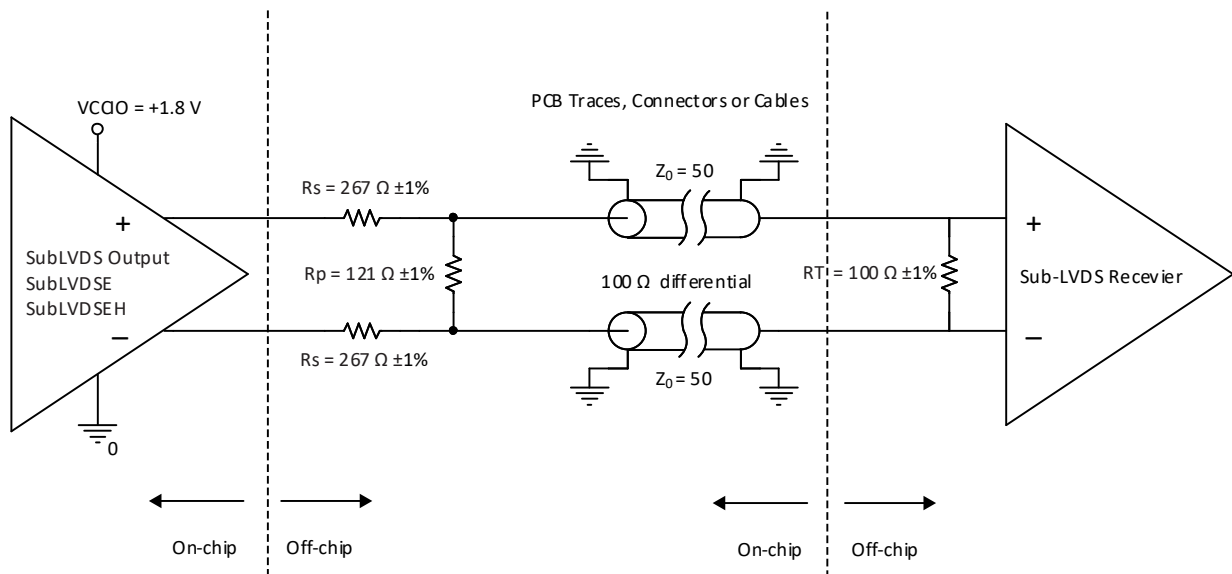 VCCIO = +1.8 V
PCB Traces, Connectors or Cables
Z0 = 50
Rs = 267 Ω ±1%
+
+
SubLVDS Output
SubLVDSE
SubLVDSEH
Rp = 121 Ω ±1%
100 Ω differential
RT = 100 Ω ±1%
Sub-LVDS Recevier
−
−
Rs = 267 Ω ±1%
Z0 = 50
0
On-chip
Off-chip
On-chip
Off-chip